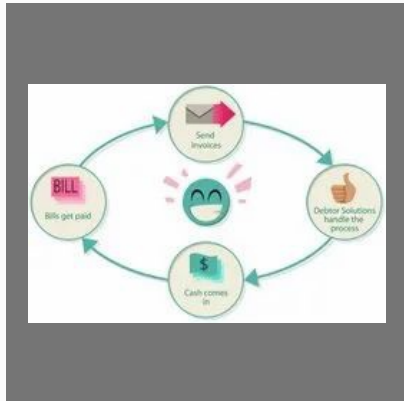 Send
invoices
Debtor Solutions
handle the
process
$
Cash comes
in
BILL
Bills get paid